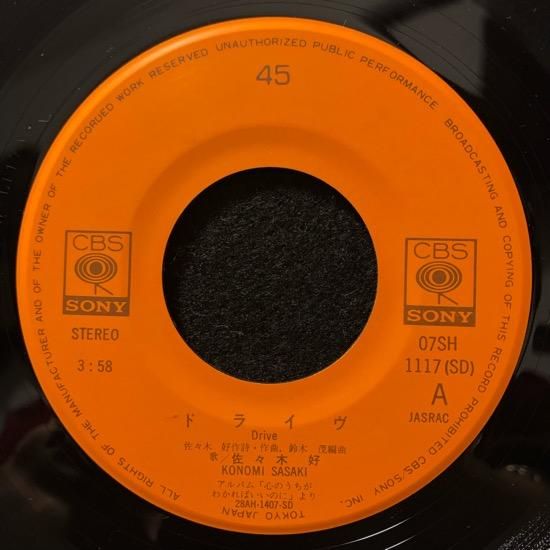 ALL RIGHTS OF THE MANUFACTURER AND OF THE OWNER OF THE RECORDED WORK RESERVED UNAUTHORIZED PUBLIC PERFORMANCE BROADCASTING AND COPYING OF THIS RECORD PROHIBITED CBS/SONY INC. TOKYO JAPAN
45
CBS
SONY
STEREO
3:58
CBS
SONY
07SH
1117(SD)
A
JASRAC
ドライヴ
Drive
佐々木 好作詩・作曲, 鈴木 茂編曲
歌/佐々木 好
KONOMI SASAKI
アルバム「心のうちが
わかればいいのに」より
28AH-1407-SD